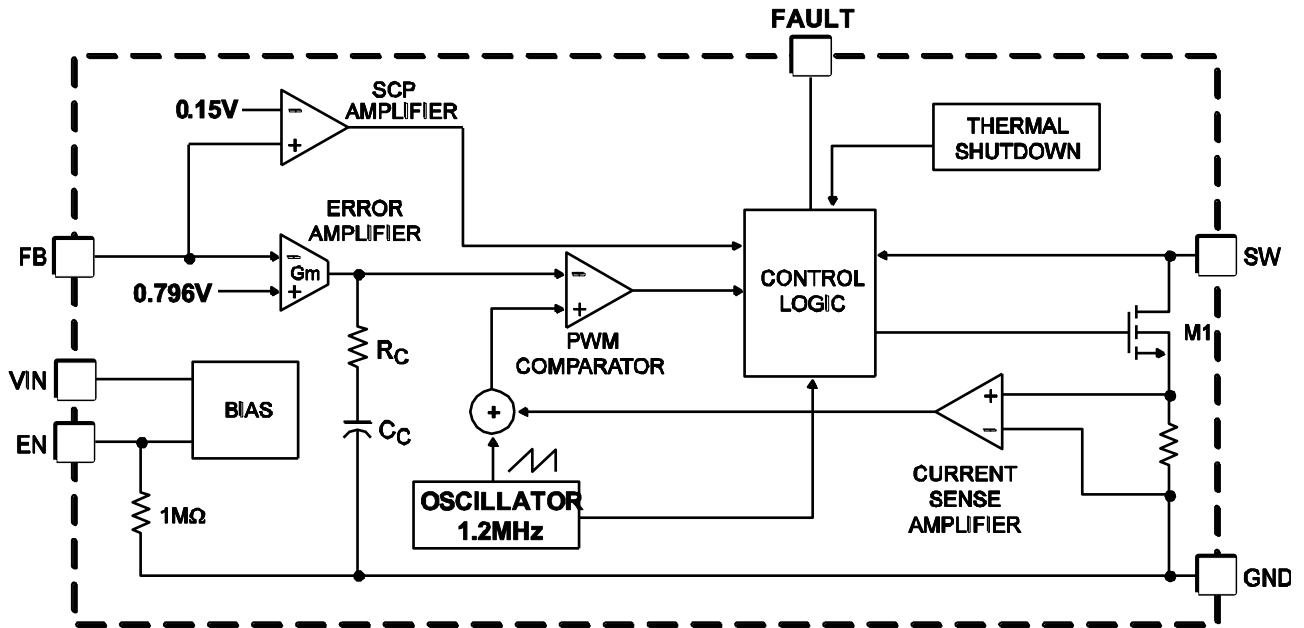 FAULT
SCP
AMPLIFIER
0.15V
−
+
THERMAL
SHUTDOWN
ERROR
AMPLIFIER
FB
−
Gm
+
0.796V
−
+
PWM
COMPARATOR
CONTROL
LOGIC
SW
M1
RC
VIN
BIAS
EN
CC
+
+
−
1MΩ
OSCILLATOR
1.2MHz
CURRENT
SENSE
AMPLIFIER
GND